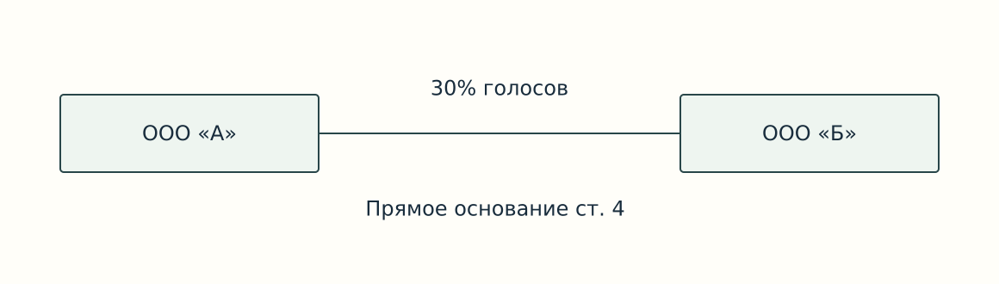 30% голосов
ООО «А»
ООО «Б»
Прямое основание ст. 4